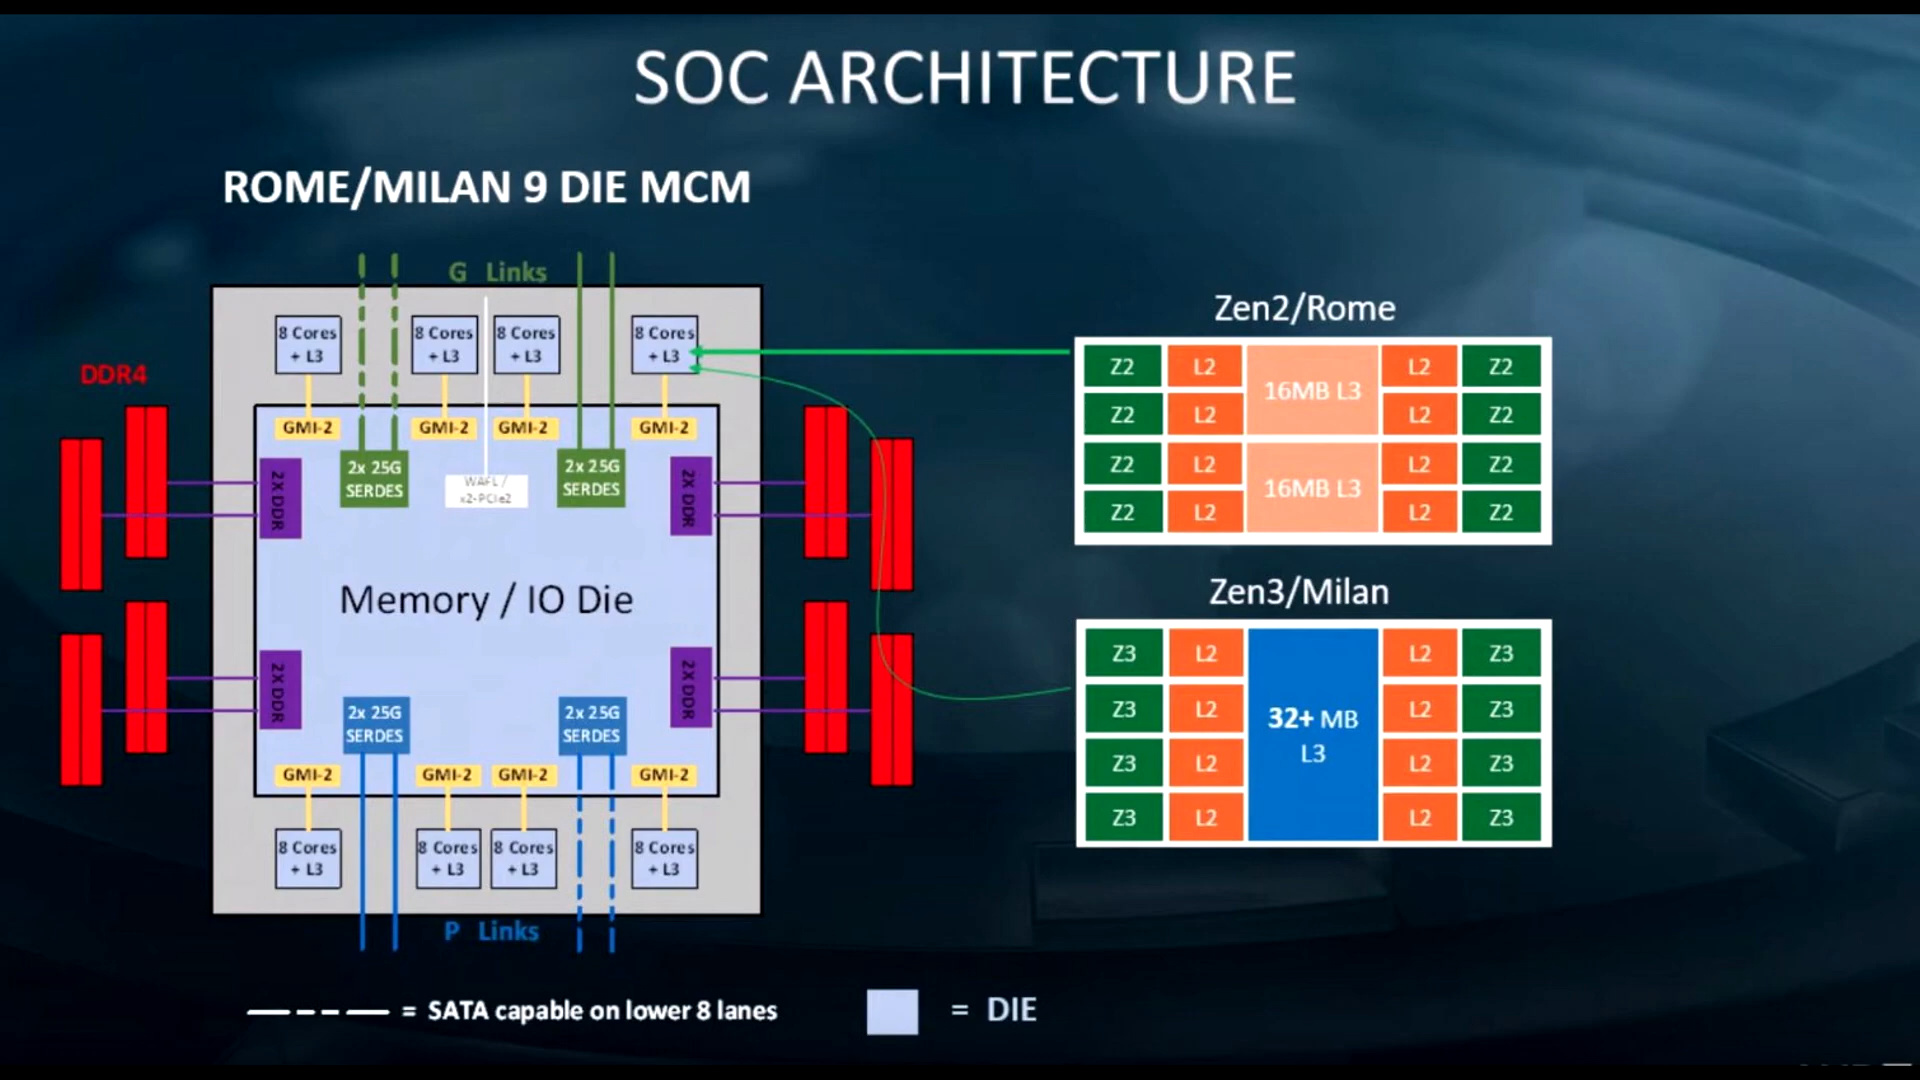 SOC ARCHITECTURE
ROME/MILAN 9 DIE MCM
G Links
8 Cores
+ L3
8 Cores
+ L3
8 Cores
+ L3
8 Cores
+ L3
DDR4
GMI-2
GMI-2
GMI-2
GMI-2
2X DDR
2x 25G
SERDES
WAFL /
x2-PCIe2
2x 25G
SERDES
2X DDR
Memory / IO Die
2X DDR
2x 25G
SERDES
2x 25G
SERDES
2X DDR
GMI-2
GMI-2
GMI-2
GMI-2
8 Cores
+ L3
8 Cores
+ L3
8 Cores
+ L3
8 Cores
+ L3
P Links
Zen2/Rome
Z2 L2 16MB L3 L2 Z2
Z2 L2 L2 Z2
Z2 L2 16MB L3 L2 Z2
Z2 L2 L2 Z2
Zen3/Milan
Z3 L2 L2 Z3
Z3 L2 32+ MB L2 Z3
Z3 L2 L3 L2 Z3
Z3 L2 L2 Z3
= SATA capable on lower 8 lanes
= DIE